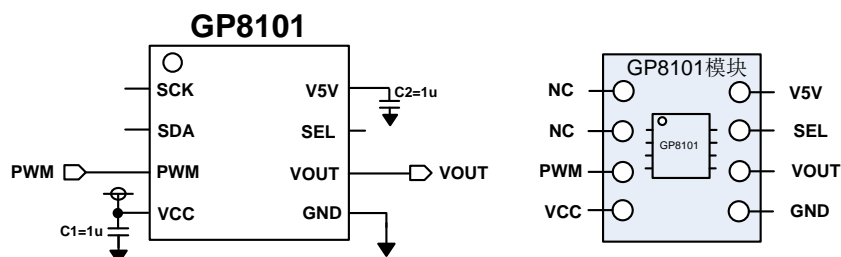 GP8101
SCK
V5V
C2=1u
SDA
SEL
PWM
PWM
VOUT
VOUT
VCC
GND
C1=1u
GP8101模块
NC
V5V
NC
SEL
GP8101
PWM
VOUT
VCC
GND